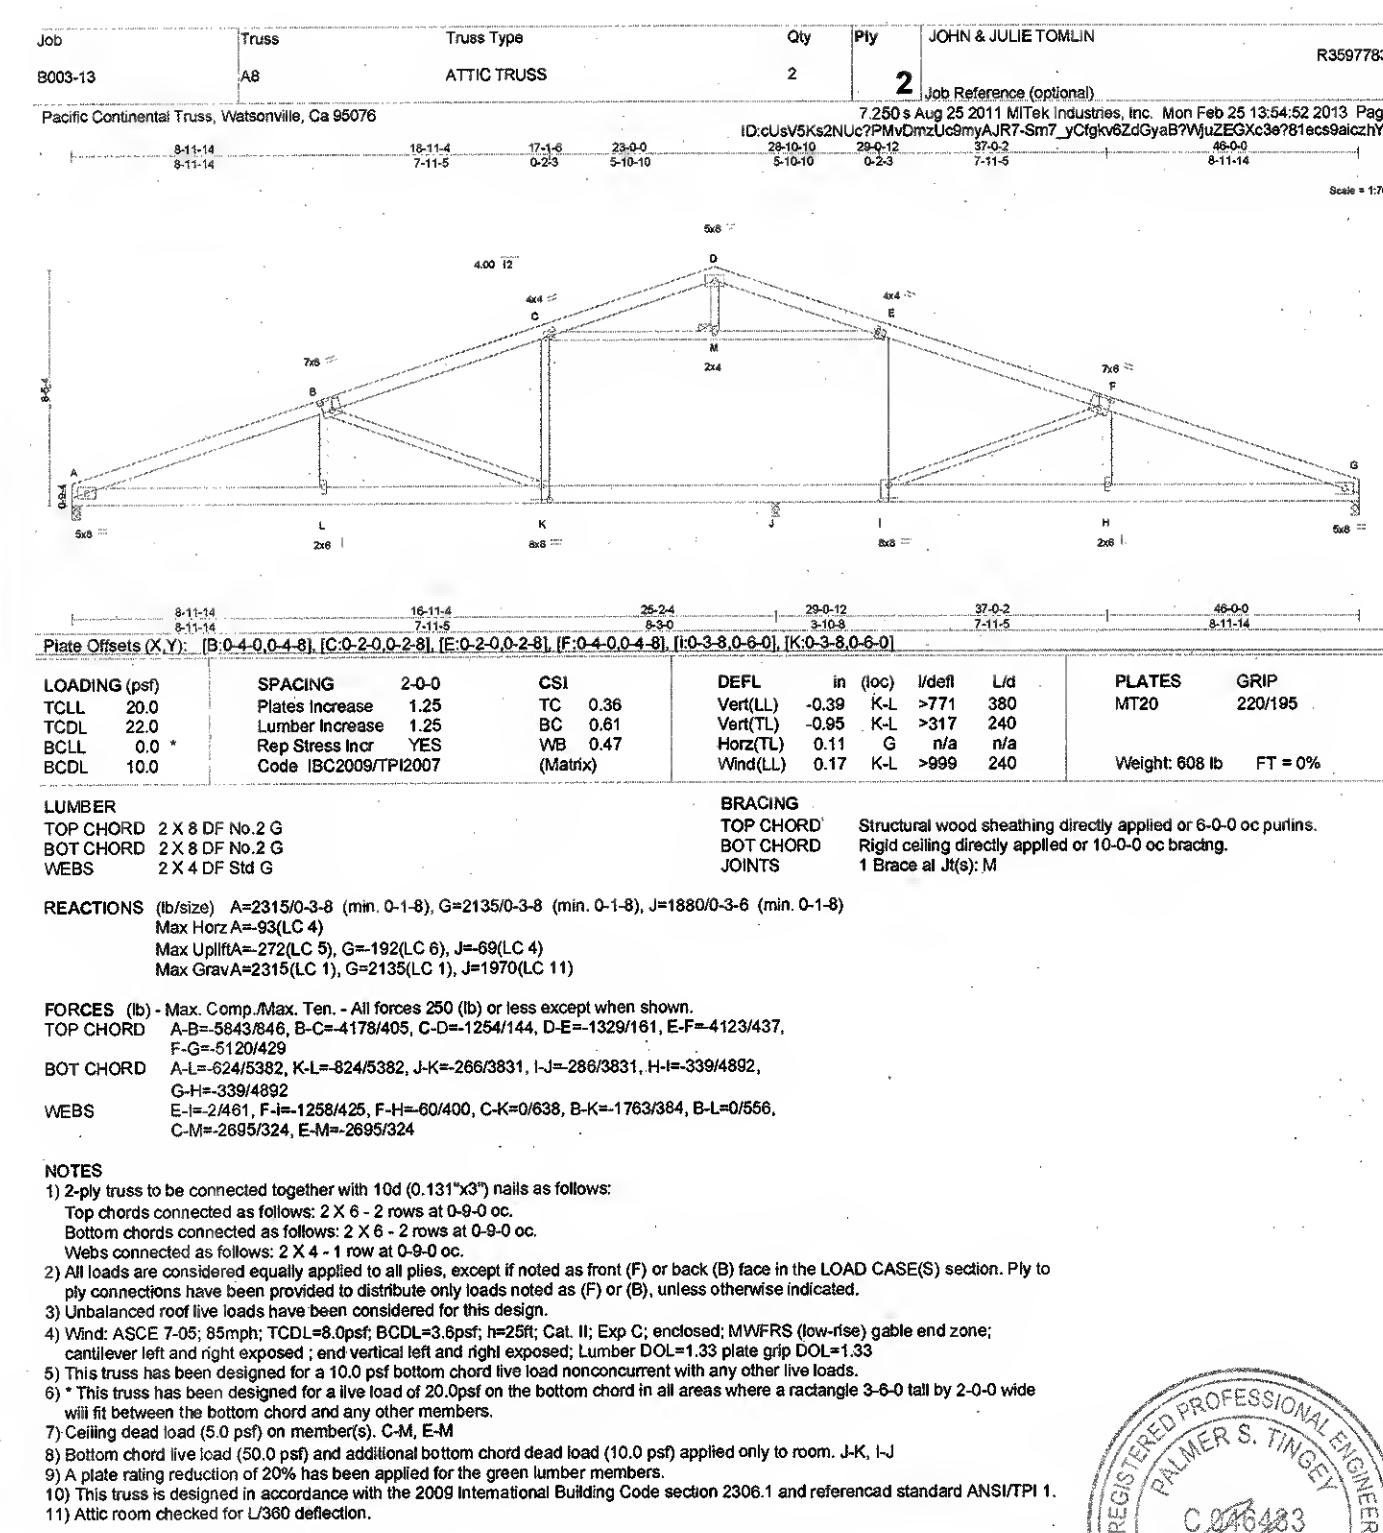 Job Truss Truss Type Qty Ply JOHN & JULIE TOMLIN
R3597783
B003-13 A8 ATTIC TRUSS 2 2
Job Reference (optional)
Pacific Continental Truss, Watsonville, Ca 95076 7.250 s Aug 25 2011 MiTek Industries, Inc. Mon Feb 25 13:54:52 2013 Pag
8-11-14 16-11-4 17-1-6 23-0-0 28-10-10 29-0-12 37-0-2 46-0-0
8-11-14 7-11-5 0-2-3 5-10-10 5-10-10 0-2-3 7-11-5 8-11-14
Scale = 1:7
5x8 =
D
4.00 12
4x4 = 4x4 =
C E
M
2x4
7x6 = 7x6 =
B F
8-5-4
A G
0-9-4
L K J I H
5x8 = 2x6 | 8x8 = 8x8 = 2x6 | 5x8 =
8-11-14 16-11-4 25-2-4 29-0-12 37-0-2 46-0-0
8-11-14 7-11-5 8-3-0 3-10-8 7-11-5 8-11-14
Plate Offsets (X,Y): [B:0-4-0,0-4-8], [C:0-2-0,0-2-8], [E:0-2-0,0-2-8], [F:0-4-0,0-4-8], [I:0-3-8,0-6-0], [K:0-3-8,0-6-0]
LOADING (psf) SPACING 2-0-0 CSI DEFL in (loc) l/defl L/d PLATES GRIP
TCLL 20.0 Plates Increase 1.25 TC 0.36 Vert(LL) -0.39 K-L >771 380 MT20 220/195
TCDL 22.0 Lumber Increase 1.25 BC 0.61 Vert(TL) -0.95 K-L >317 240
BCLL 0.0 * Rep Stress Incr YES WB 0.47 Horz(TL) 0.11 G n/a n/a
BCDL 10.0 Code IBC2009/TPI2007 (Matrix) Wind(LL) 0.17 K-L >999 240 Weight: 608 lb FT = 0%
LUMBER
TOP CHORD 2 X 8 DF No.2 G
BOT CHORD 2 X 8 DF No.2 G
WEBS 2 X 4 DF Std G
BRACING
TOP CHORD Structural wood sheathing directly applied or 6-0-0 oc purlins.
BOT CHORD Rigid ceiling directly applied or 10-0-0 oc bracing.
JOINTS 1 Brace at Jt(s): M
REACTIONS (lb/size) A=2315/0-3-8 (min. 0-1-8), G=2135/0-3-8 (min. 0-1-8), J=1880/0-3-6 (min. 0-1-8)
Max Horz A=-93(LC 4)
Max UpliftA=-272(LC 5), G=-192(LC 6), J=-69(LC 4)
Max GravA=2315(LC 1), G=2135(LC 1), J=1970(LC 11)
FORCES (lb) - Max. Comp./Max. Ten. - All forces 250 (lb) or less except when shown.
TOP CHORD A-B=-5843/846, B-C=-4178/405, C-D=-1254/144, D-E=-1329/161, E-F=-4123/437,
F-G=-5120/429
BOT CHORD A-L=-624/5382, K-L=-824/5382, J-K=-266/3831, I-J=-286/3831, H-I=-339/4892,
G-H=-339/4892
WEBS E-I=-2/461, F-I=-1258/425, F-H=-60/400, C-K=0/638, B-K=-1763/384, B-L=0/556,
C-M=-2695/324, E-M=-2695/324
NOTES
1) 2-ply truss to be connected together with 10d (0.131"x3") nails as follows:
Top chords connected as follows: 2 X 6 - 2 rows at 0-9-0 oc.
Bottom chords connected as follows: 2 X 6 - 2 rows at 0-9-0 oc.
Webs connected as follows: 2 X 4 - 1 row at 0-9-0 oc.
2) All loads are considered equally applied to all plies, except if noted as front (F) or back (B) face in the LOAD CASE(S) section. Ply to
ply connections have been provided to distribute only loads noted as (F) or (B), unless otherwise indicated.
3) Unbalanced roof live loads have been considered for this design.
4) Wind: ASCE 7-05; 85mph; TCDL=8.0psf; BCDL=3.6psf; h=25ft; Cat. II; Exp C; enclosed; MWFRS (low-rise) gable end zone;
cantilever left and right exposed ; end vertical left and right exposed; Lumber DOL=1.33 plate grip DOL=1.33
5) This truss has been designed for a 10.0 psf bottom chord live load nonconcurrent with any other live loads.
6) * This truss has been designed for a live load of 20.0psf on the bottom chord in all areas where a rectangle 3-6-0 tall by 2-0-0 wide
will fit between the bottom chord and any other members.
7) Ceiling dead load (5.0 psf) on member(s). C-M, E-M
8) Bottom chord live load (50.0 psf) and additional bottom chord dead load (10.0 psf) applied only to room. J-K, I-J
9) A plate rating reduction of 20% has been applied for the green lumber members.
10) This truss is designed in accordance with the 2009 International Building Code section 2306.1 and referenced standard ANSI/TPI 1.
11) Attic room checked for L/360 deflection.
REGISTERED PROFESSIONAL ENGINEER
PALMER S. TINGEY
C 046483